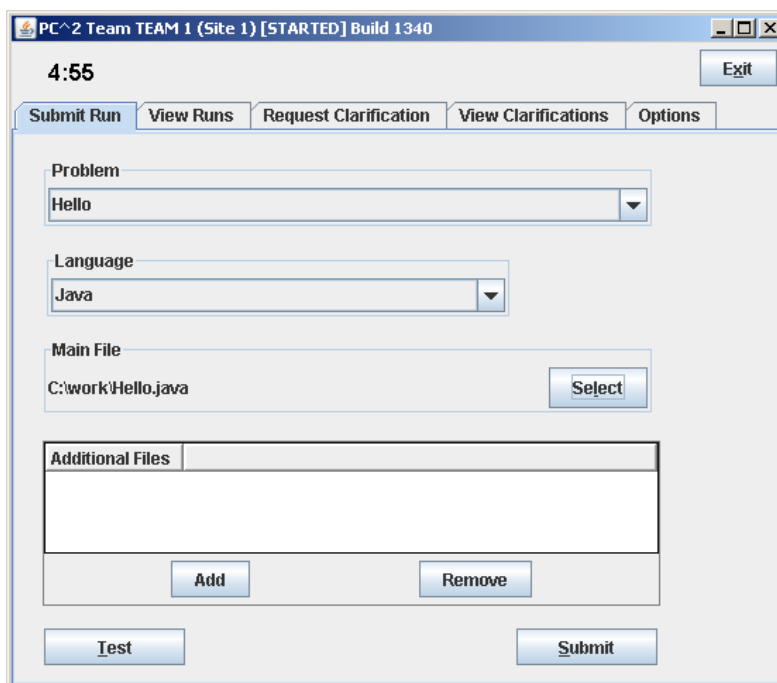 PC^2 Team TEAM 1 (Site 1) [STARTED] Build 1340
4:55
Exit
Submit Run View Runs Request Clarification View Clarifications Options
Problem
Hello
Language
Java
Main File
C:\work\Hello.java Select
Additional Files
Add Remove
Test Submit